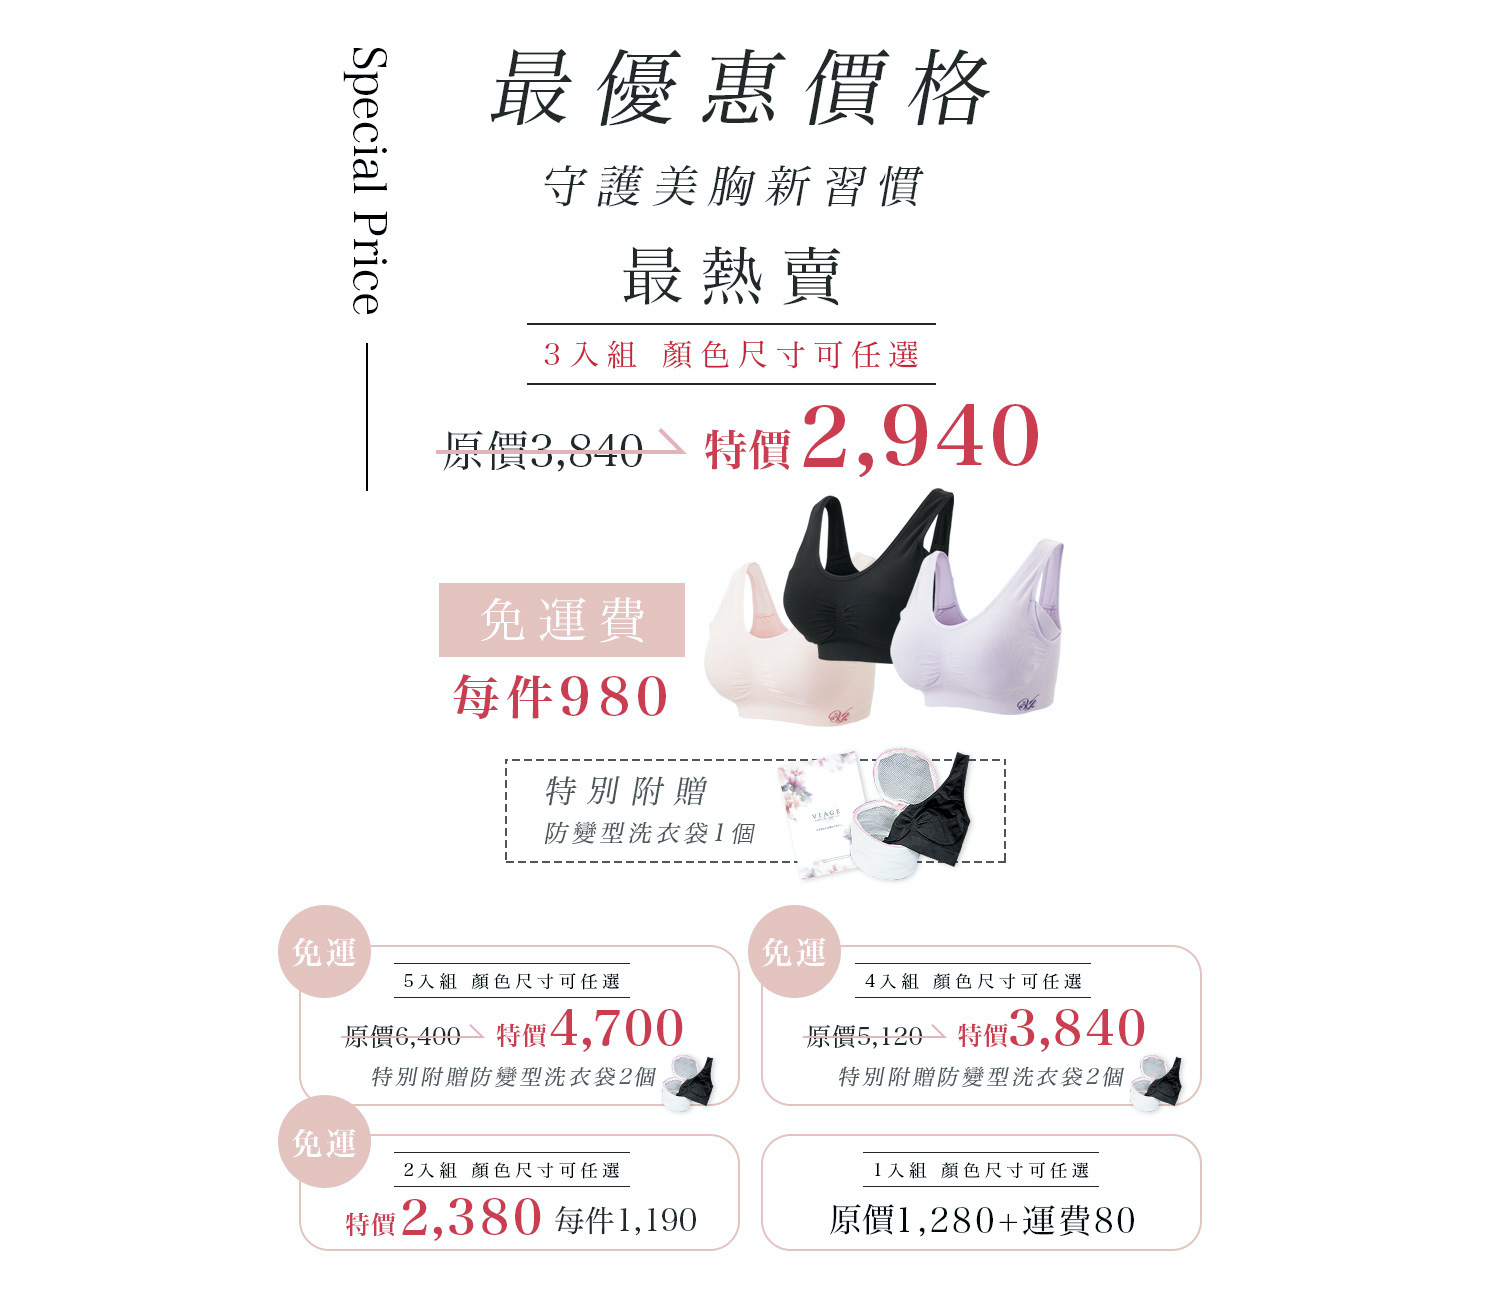 Special Price
最優惠價格
守護美胸新習慣
最熱賣
3入組 顏色尺寸可任選
原價3,840 特價2,940
免運費
每件980
特別附贈
防變型洗衣袋1個
VIAGE
免運
5入組 顏色尺寸可任選
原價6,400 特價4,700
特別附贈防變型洗衣袋2個
免運
4入組 顏色尺寸可任選
原價5,120 特價3,840
特別附贈防變型洗衣袋2個
免運
2入組 顏色尺寸可任選
特價2,380 每件1,190
1入組 顏色尺寸可任選
原價1,280+運費80